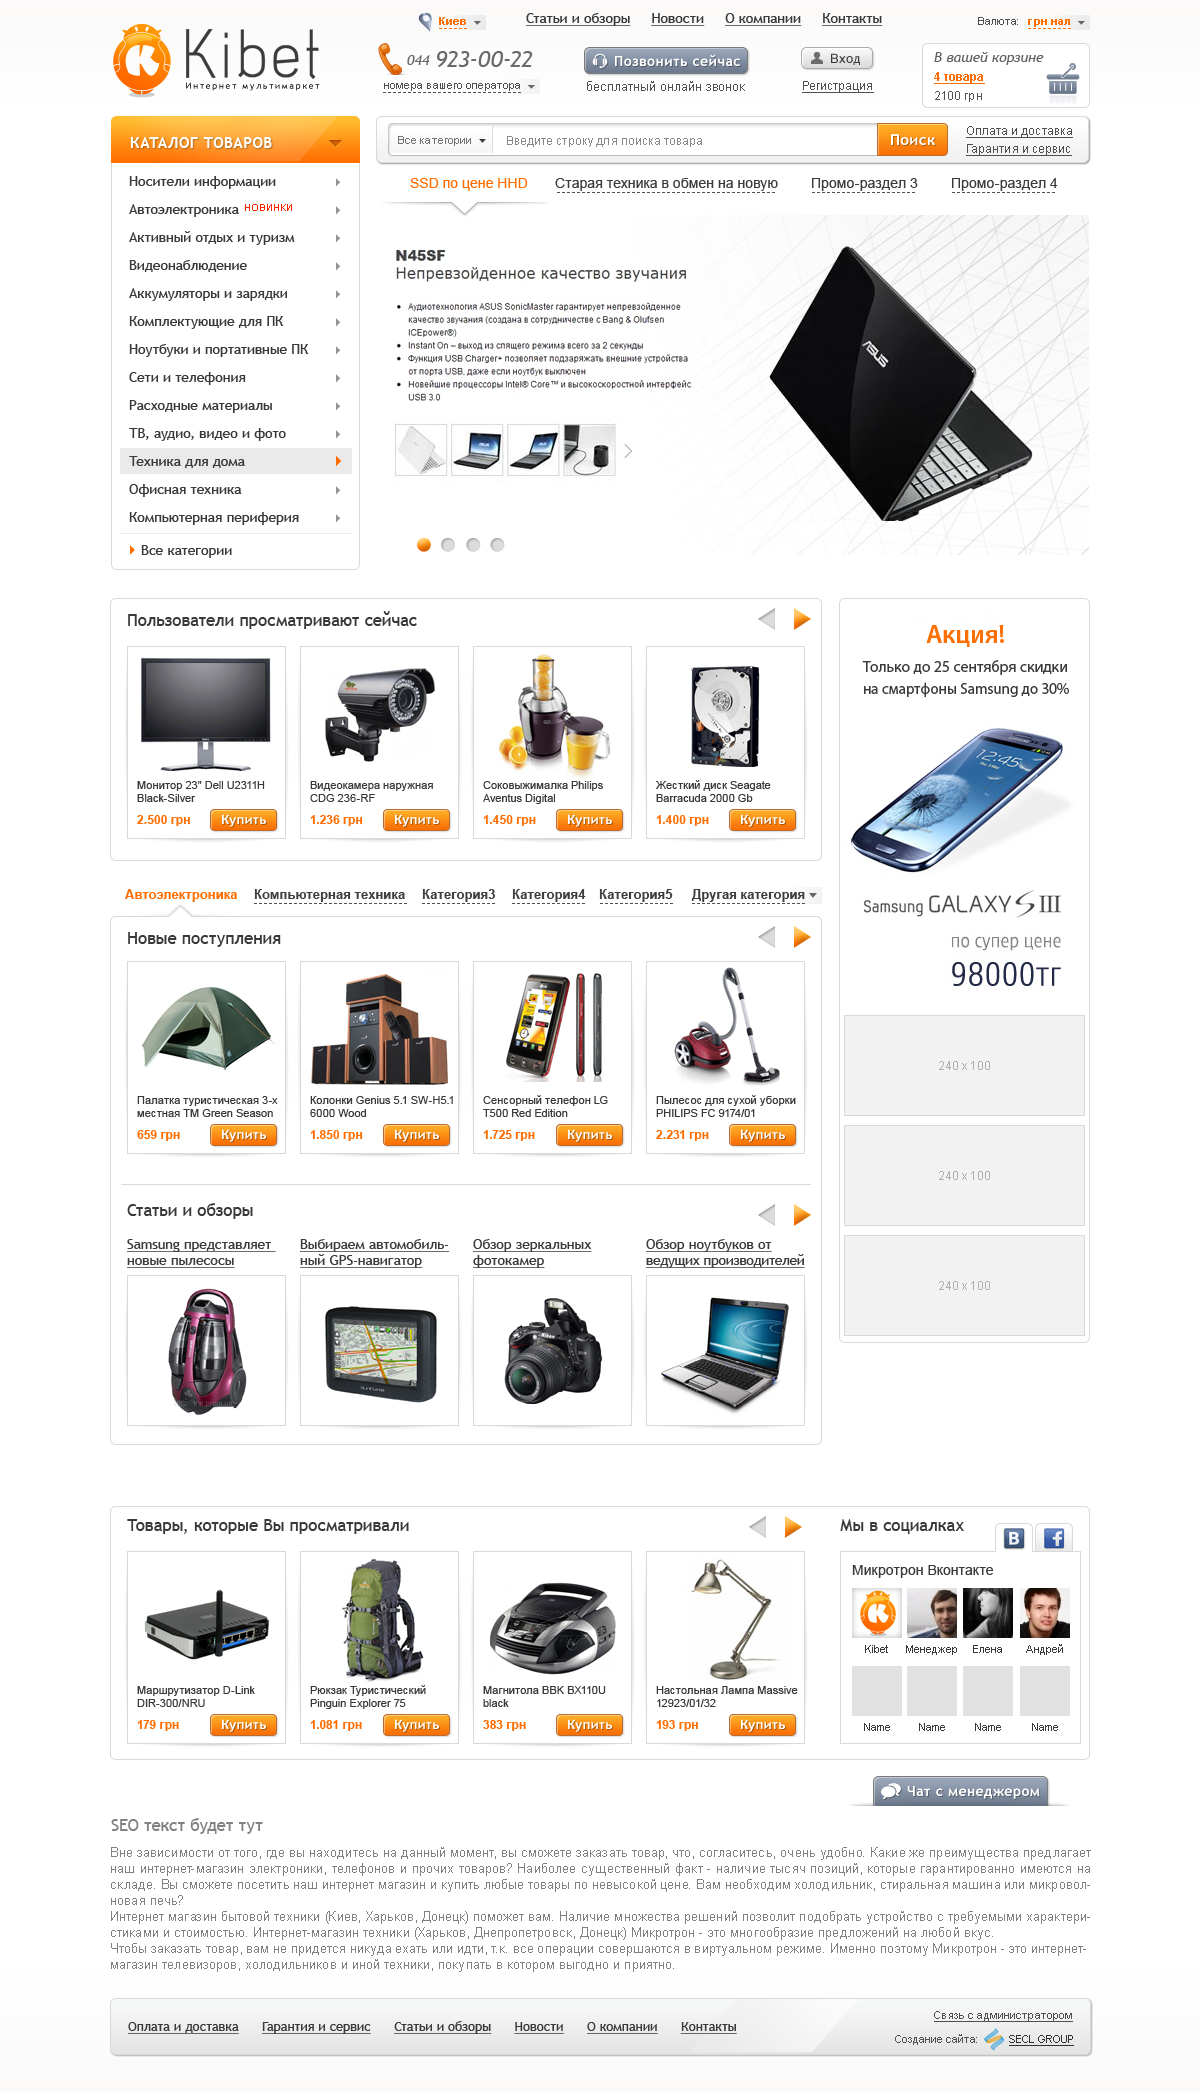 Киев
Статьи и обзоры
Новости
О компании
Контакты
Валюта: грн нал
Kibet
Интернет мультимаркет
044 923-00-22
номера вашего оператора
Позвонить сейчас
бесплатный онлайн звонок
Вход
Регистрация
В вашей корзине
4 товара
2100 грн
КАТАЛОГ ТОВАРОВ
Все категории
Введите строку для поиска товара
Поиск
Оплата и доставка
Гарантия и сервис
Носители информации
Автоэлектроника НОВИНКИ
Активный отдых и туризм
Видеонаблюдение
Аккумуляторы и зарядки
Комплектующие для ПК
Ноутбуки и портативные ПК
Сети и телефония
Расходные материалы
ТВ, аудио, видео и фото
Техника для дома
Офисная техника
Компьютерная периферия
Все категории
SSD по цене HHD
Старая техника в обмен на новую
Промо-раздел 3
Промо-раздел 4
N45SF
Непревзойденное качество звучания
Аудиотехнология ASUS SonicMaster гарантирует непревзойденное
качество звучания (создана в сотрудничестве с Bang & Olufsen
ICEpower®)
Instant On – выход из спящего режима всего за 2 секунды
Функция USB Charger+ позволяет подзаряжать внешние устройства
от порта USB, даже если ноутбук выключен
Новейшие процессоры Intel® Core™ и высокоскоростной интерфейс
USB 3.0
ASUS
Пользователи просматривают сейчас
Монитор 23" Dell U2311H
Black-Silver
2.500 грн
Купить
Видеокамера наружная
CDG 236-RF
1.236 грн
Купить
Соковыжималка Philips
Aventus Digital
1.450 грн
Купить
Жесткий диск Seagate
Barracuda 2000 Gb
1.400 грн
Купить
Акция!
Только до 25 сентября скидки
на смартфоны Samsung до 30%
12:45
Samsung GALAXY S III
по супер цене
98000тг
240 x 100
240 x 100
240 x 100
Автоэлектроника
Компьютерная техника
Категория3
Категория4
Категория5
Другая категория
Новые поступления
Палатка туристическая 3-х
местная ТМ Green Season
659 грн
Купить
Колонки Genius 5.1 SW-H5.1
6000 Wood
1.850 грн
Купить
Сенсорный телефон LG
T500 Red Edition
1.725 грн
Купить
Пылесос для сухой уборки
PHILIPS FC 9174/01
2.231 грн
Купить
Статьи и обзоры
Samsung представляет
новые пылесосы
Выбираем автомобиль-
ный GPS-навигатор
Обзор зеркальных
фотокамер
Обзор ноутбуков от
ведущих производителей
Nikon
Товары, которые Вы просматривали
Маршрутизатор D-Link
DIR-300/NRU
179 грн
Купить
Рюкзак Туристический
Pinguin Explorer 75
1.081 грн
Купить
Магнитола BBK BX110U
black
383 грн
Купить
Настольная Лампа Massive
12923/01/32
193 грн
Купить
Мы в социалках
В
f
Микротрон Вконтакте
Kibet
Менеджер
Елена
Андрей
Name
Name
Name
Name
Чат с менеджером
SEO текст будет тут
Вне зависимости от того, где вы находитесь на данный момент, вы сможете заказать товар, что, согласитесь, очень удобно. Какие же преимущества предлагает
наш интернет-магазин электроники, телефонов и прочих товаров? Наиболее существенный факт - наличие тысяч позиций, которые гарантированно имеются на
складе. Вы сможете посетить наш интернет магазин и купить любые товары по невысокой цене. Вам необходим холодильник, стиральная машина или микровол-
новая печь?
Интернет магазин бытовой техники (Киев, Харьков, Донецк) поможет вам. Наличие множества решений позволит подобрать устройство с требуемыми характери-
стиками и стоимостью. Интернет-магазин техники (Харьков, Днепропетровск, Донецк) Микротрон - это многообразие предложений на любой вкус.
Чтобы заказать товар, вам не придется никуда ехать или идти, т.к. все операции совершаются в виртуальном режиме. Именно поэтому Микротрон - это интернет-
магазин телевизоров, холодильников и иной техники, покупать в котором выгодно и приятно.
Оплата и доставка
Гарантия и сервис
Статьи и обзоры
Новости
О компании
Контакты
Связь с администратором
Создание сайта: SECL GROUP